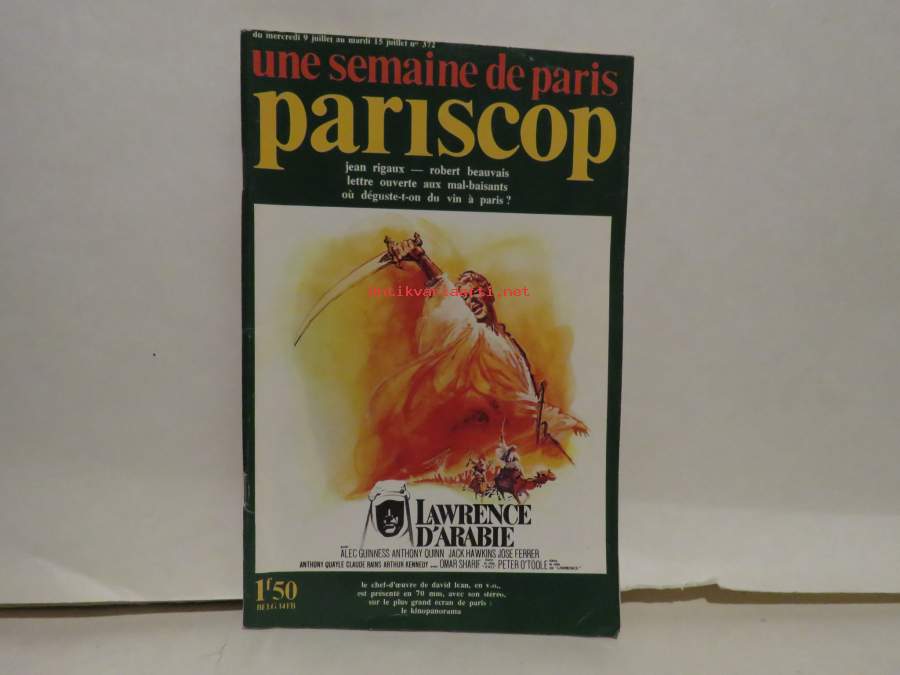 du mercredi 9 juillet au mardi 15 juillet n° 372
une semaine de paris
pariscop
jean rigaux — robert beauvais
lettre ouverte aux mal-baisants
où déguste-t-on du vin à paris ?
antikvariaatti.net
LAWRENCE
D'ARABIE
ALEC GUINNESS ANTHONY QUINN JACK HAWKINS JOSE FERRER
ANTHONY QUAYLE CLAUDE RAINS ARTHUR KENNEDY OMAR SHARIF PETER O'TOOLE
1f50
BELG 14 FB
le chef-d'œuvre de david lean, en v.o.,
est présenté en 70 mm, avec son stéréo,
sur le plus grand écran de paris :
le kinopanorama